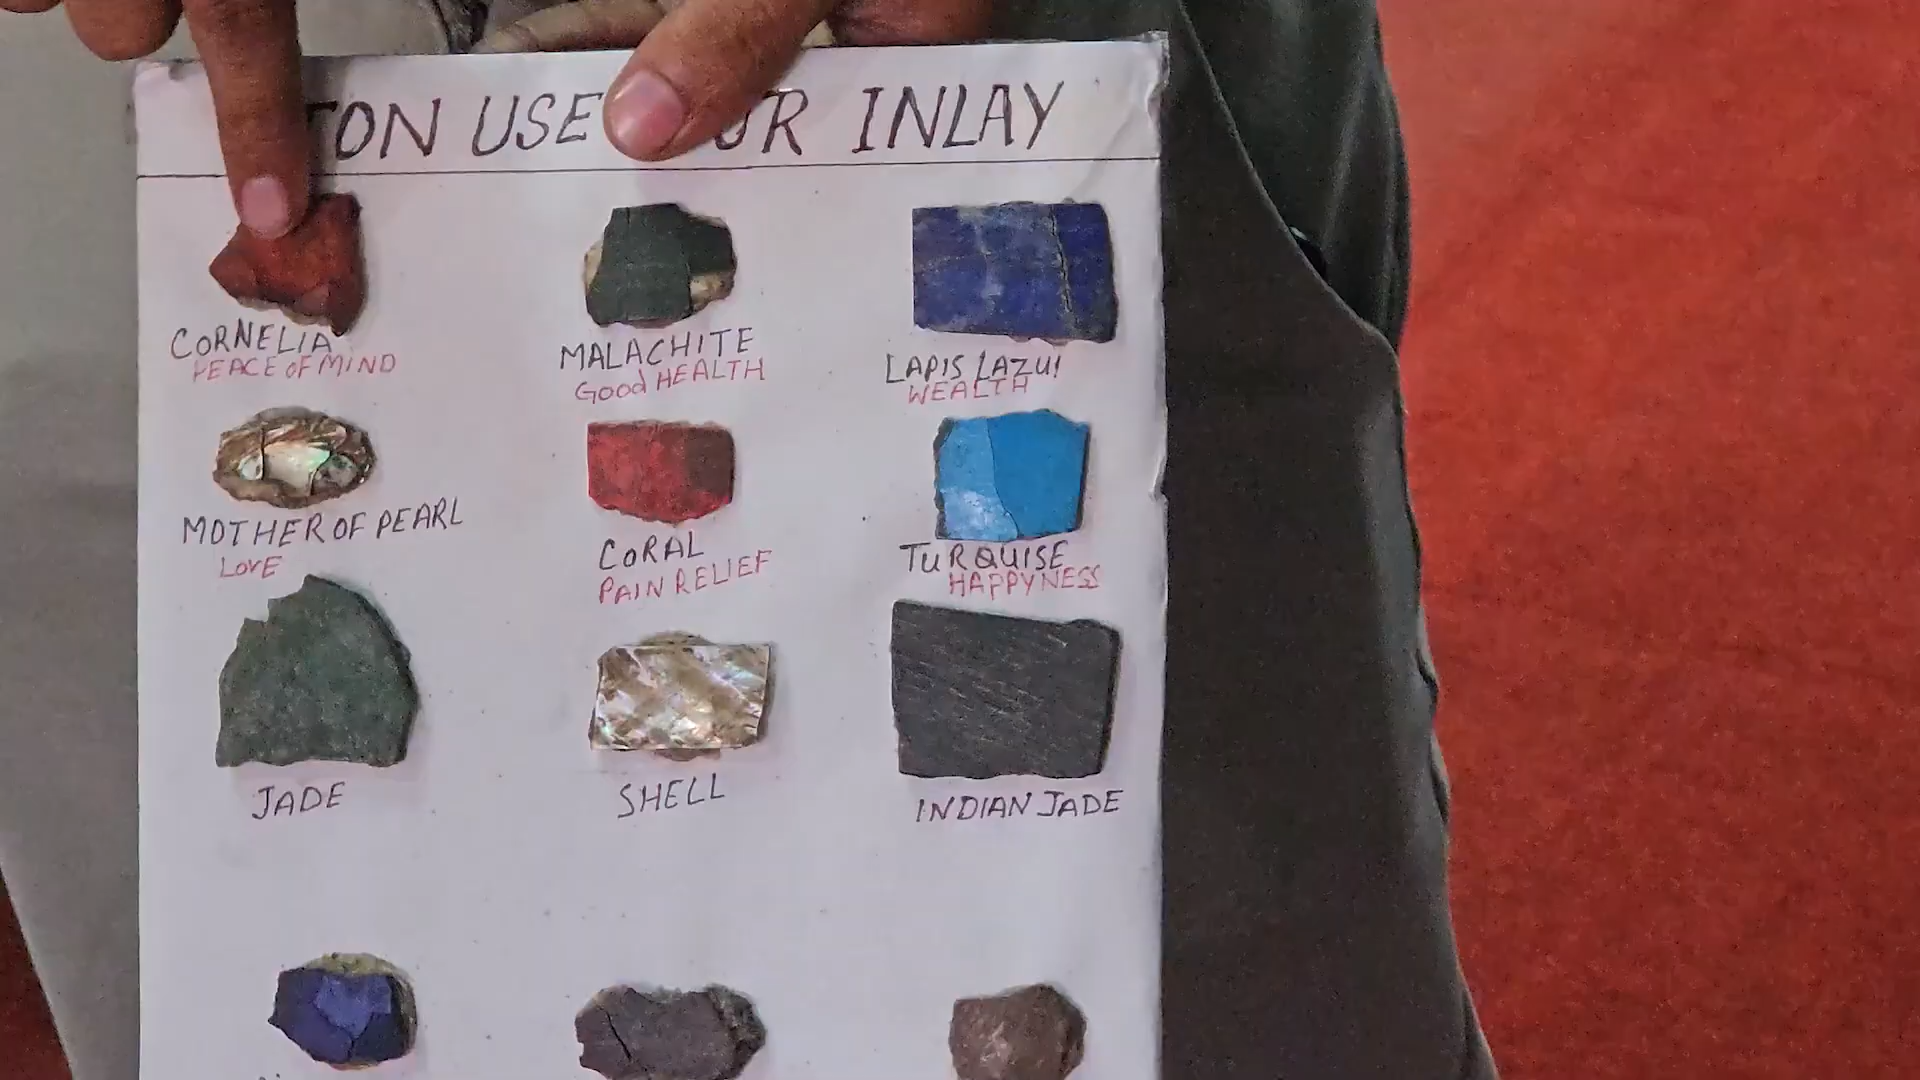 TON USE OUR INLAY
CORNELIA
PEACE OF MIND
MALACHITE
Good HEALTH
LAPIS LAZUI
WEALTH
MOTHER OF PEARL
LOVE
CORAL
PAIN RELIEF
TURQUISE
HAPPYNESS
JADE
SHELL
INDIAN JADE